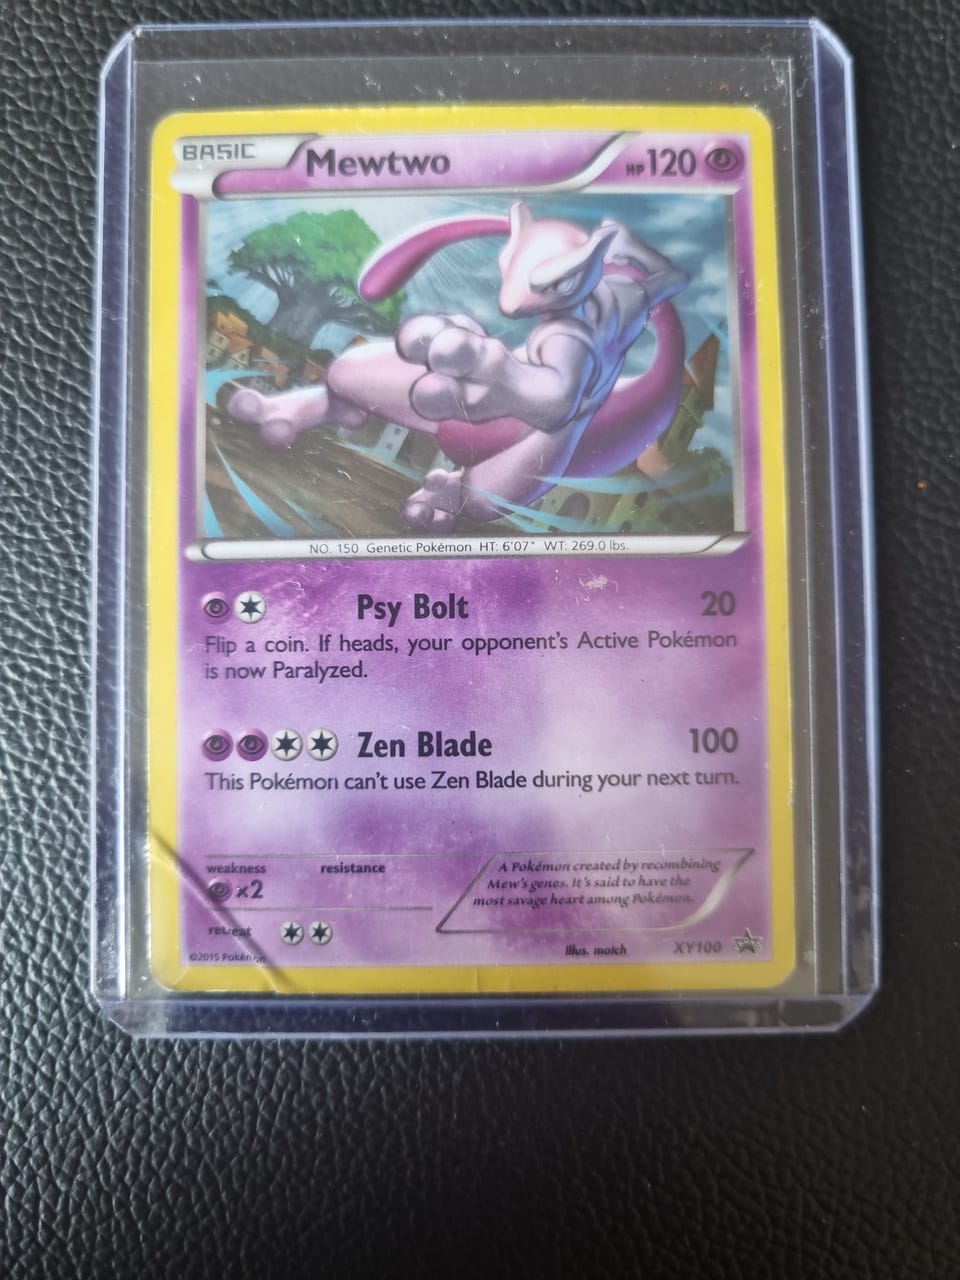 BASIC
Mewtwo
HP 120
NO. 150 Genetic Pokémon HT: 6'07" WT: 269.0 lbs.
Psy Bolt 20
Flip a coin. If heads, your opponent's Active Pokémon
is now Paralyzed.
Zen Blade 100
This Pokémon can't use Zen Blade during your next turn.
weakness resistance
×2
retreat
A Pokémon created by recombining
Mew's genes. It's said to have the
most savage heart among Pokémon.
©2015 Pokémon
Illus. match XY100